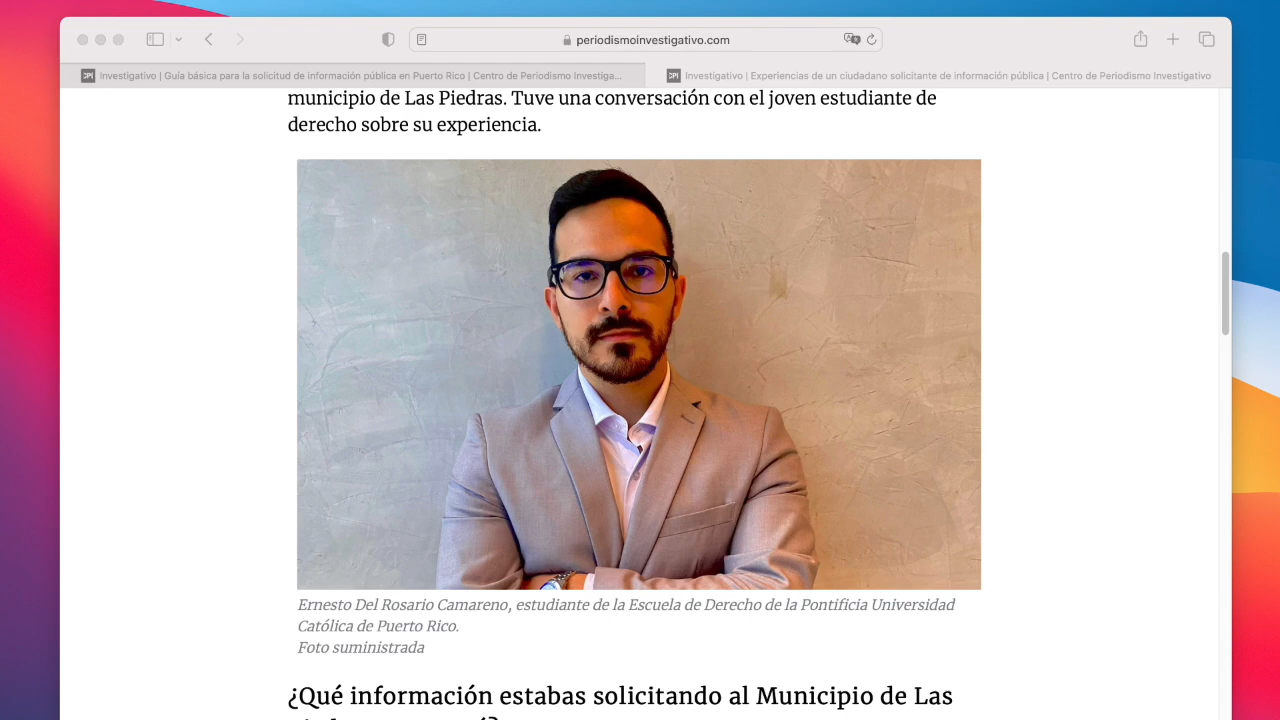 periodismoinvestigativo.com
CPI Investigativo | Guía básica para la solicitud de información pública en Puerto Rico | Centro de Periodismo Investiga...
CPI Investigativo | Experiencias de un ciudadano solicitante de información pública | Centro de Periodismo Investigativo
municipio de Las Piedras. Tuve una conversación con el joven estudiante de
derecho sobre su experiencia.
Ernesto Del Rosario Camareno, estudiante de la Escuela de Derecho de la Pontificia Universidad
Católica de Puerto Rico.
Foto suministrada
¿Qué información estabas solicitando al Municipio de Las